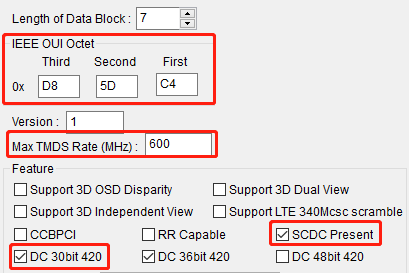 Length of Data Block : 7
IEEE OUI Octet
Third Second First
0x D8 5D C4
Version : 1
Max TMDS Rate (MHz) : 600
Feature
Support 3D OSD Disparity Support 3D Dual View
Support 3D Independent View Support LTE 340Mcsc scramble
CCBPCI RR Capable SCDC Present
DC 30bit 420 DC 36bit 420 DC 48bit 420